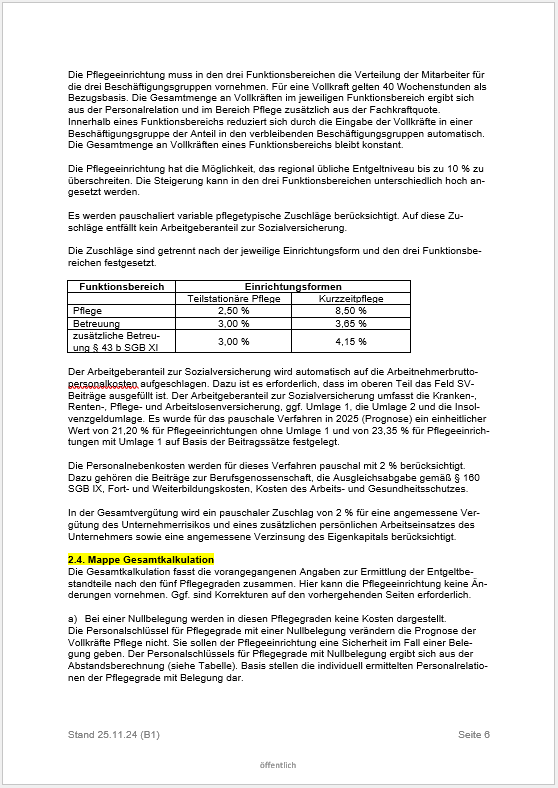 Die Pflegeeinrichtung muss in den drei Funktionsbereichen die Verteilung der Mitarbeiter für
die drei Beschäftigungsgruppen vornehmen. Für eine Vollkraft gelten 40 Wochenstunden als
Bezugsbasis. Die Gesamtmenge an Vollkräften im jeweiligen Funktionsbereich ergibt sich
aus der Personalrelation und im Bereich Pflege zusätzlich aus der Fachkraftquote.
Innerhalb eines Funktionsbereichs reduziert sich durch die Eingabe der Vollkräfte in einer
Beschäftigungsgruppe der Anteil in den verbleibenden Beschäftigungsgruppen automatisch.
Die Gesamtmenge an Vollkräften eines Funktionsbereichs bleibt konstant.
Die Pflegeeinrichtung hat die Möglichkeit, das regional übliche Entgeltniveau bis zu 10 % zu
überschreiten. Die Steigerung kann in den drei Funktionsbereichen unterschiedlich hoch an-
gesetzt werden.
Es werden pauschaliert variable pflegetypische Zuschläge berücksichtigt. Auf diese Zu-
schläge entfällt kein Arbeitgeberanteil zur Sozialversicherung.
Die Zuschläge sind getrennt nach der jeweilige Einrichtungsform und den drei Funktionsbe-
reichen festgesetzt.
Funktionsbereich Einrichtungsformen
Teilstationäre Pflege Kurzzeitpflege
Pflege 2,50 % 8,50 %
Betreuung 3,00 % 3,65 %
zusätzliche Betreu-
ung § 43 b SGB XI 3,00 % 4,15 %
Der Arbeitgeberanteil zur Sozialversicherung wird automatisch auf die Arbeitnehmerbrutto-
personalkosten aufgeschlagen. Dazu ist es erforderlich, dass im oberen Teil das Feld SV-
Beiträge ausgefüllt ist. Der Arbeitgeberanteil zur Sozialversicherung umfasst die Kranken-,
Renten-, Pflege- und Arbeitslosenversicherung, ggf. Umlage 1, die Umlage 2 und die Insol-
venzgeldumlage. Es wurde für das pauschale Verfahren in 2025 (Prognose) ein einheitlicher
Wert von 21,20 % für Pflegeeinrichtungen ohne Umlage 1 und von 23,35 % für Pflegeeinrich-
tungen mit Umlage 1 auf Basis der Beitragssätze festgelegt.
Die Personalnebenkosten werden für dieses Verfahren pauschal mit 2 % berücksichtigt.
Dazu gehören die Beiträge zur Berufsgenossenschaft, die Ausgleichsabgabe gemäß § 160
SGB IX, Fort- und Weiterbildungskosten, Kosten des Arbeits- und Gesundheitsschutzes.
In der Gesamtvergütung wird ein pauschaler Zuschlag von 2 % für eine angemessene Ver-
gütung des Unternehmerrisikos und eines zusätzlichen persönlichen Arbeitseinsatzes des
Unternehmers sowie eine angemessene Verzinsung des Eigenkapitals berücksichtigt.
2.4. Mappe Gesamtkalkulation
Die Gesamtkalkulation fasst die vorangegangenen Angaben zur Ermittlung der Entgeltbe-
standteile nach den fünf Pflegegraden zusammen. Hier kann die Pflegeeinrichtung keine Än-
derungen vornehmen. Ggf. sind Korrekturen auf den vorhergehenden Seiten erforderlich.
a) Bei einer Nullbelegung werden in diesen Pflegegraden keine Kosten dargestellt.
Die Personalschlüssel für Pflegegrade mit einer Nullbelegung verändern die Prognose der
Vollkräfte Pflege nicht. Sie sollen der Pflegeeinrichtung eine Sicherheit im Fall einer Bele-
gung geben. Der Personalschlüssels für Pflegegrade mit Nullbelegung ergibt sich aus der
Abstandsberechnung (siehe Tabelle). Basis stellen die individuell ermittelten Personalrelatio-
nen der Pflegegrade mit Belegung dar.
Stand 25.11.24 (B1) Seite 6
öffentlich